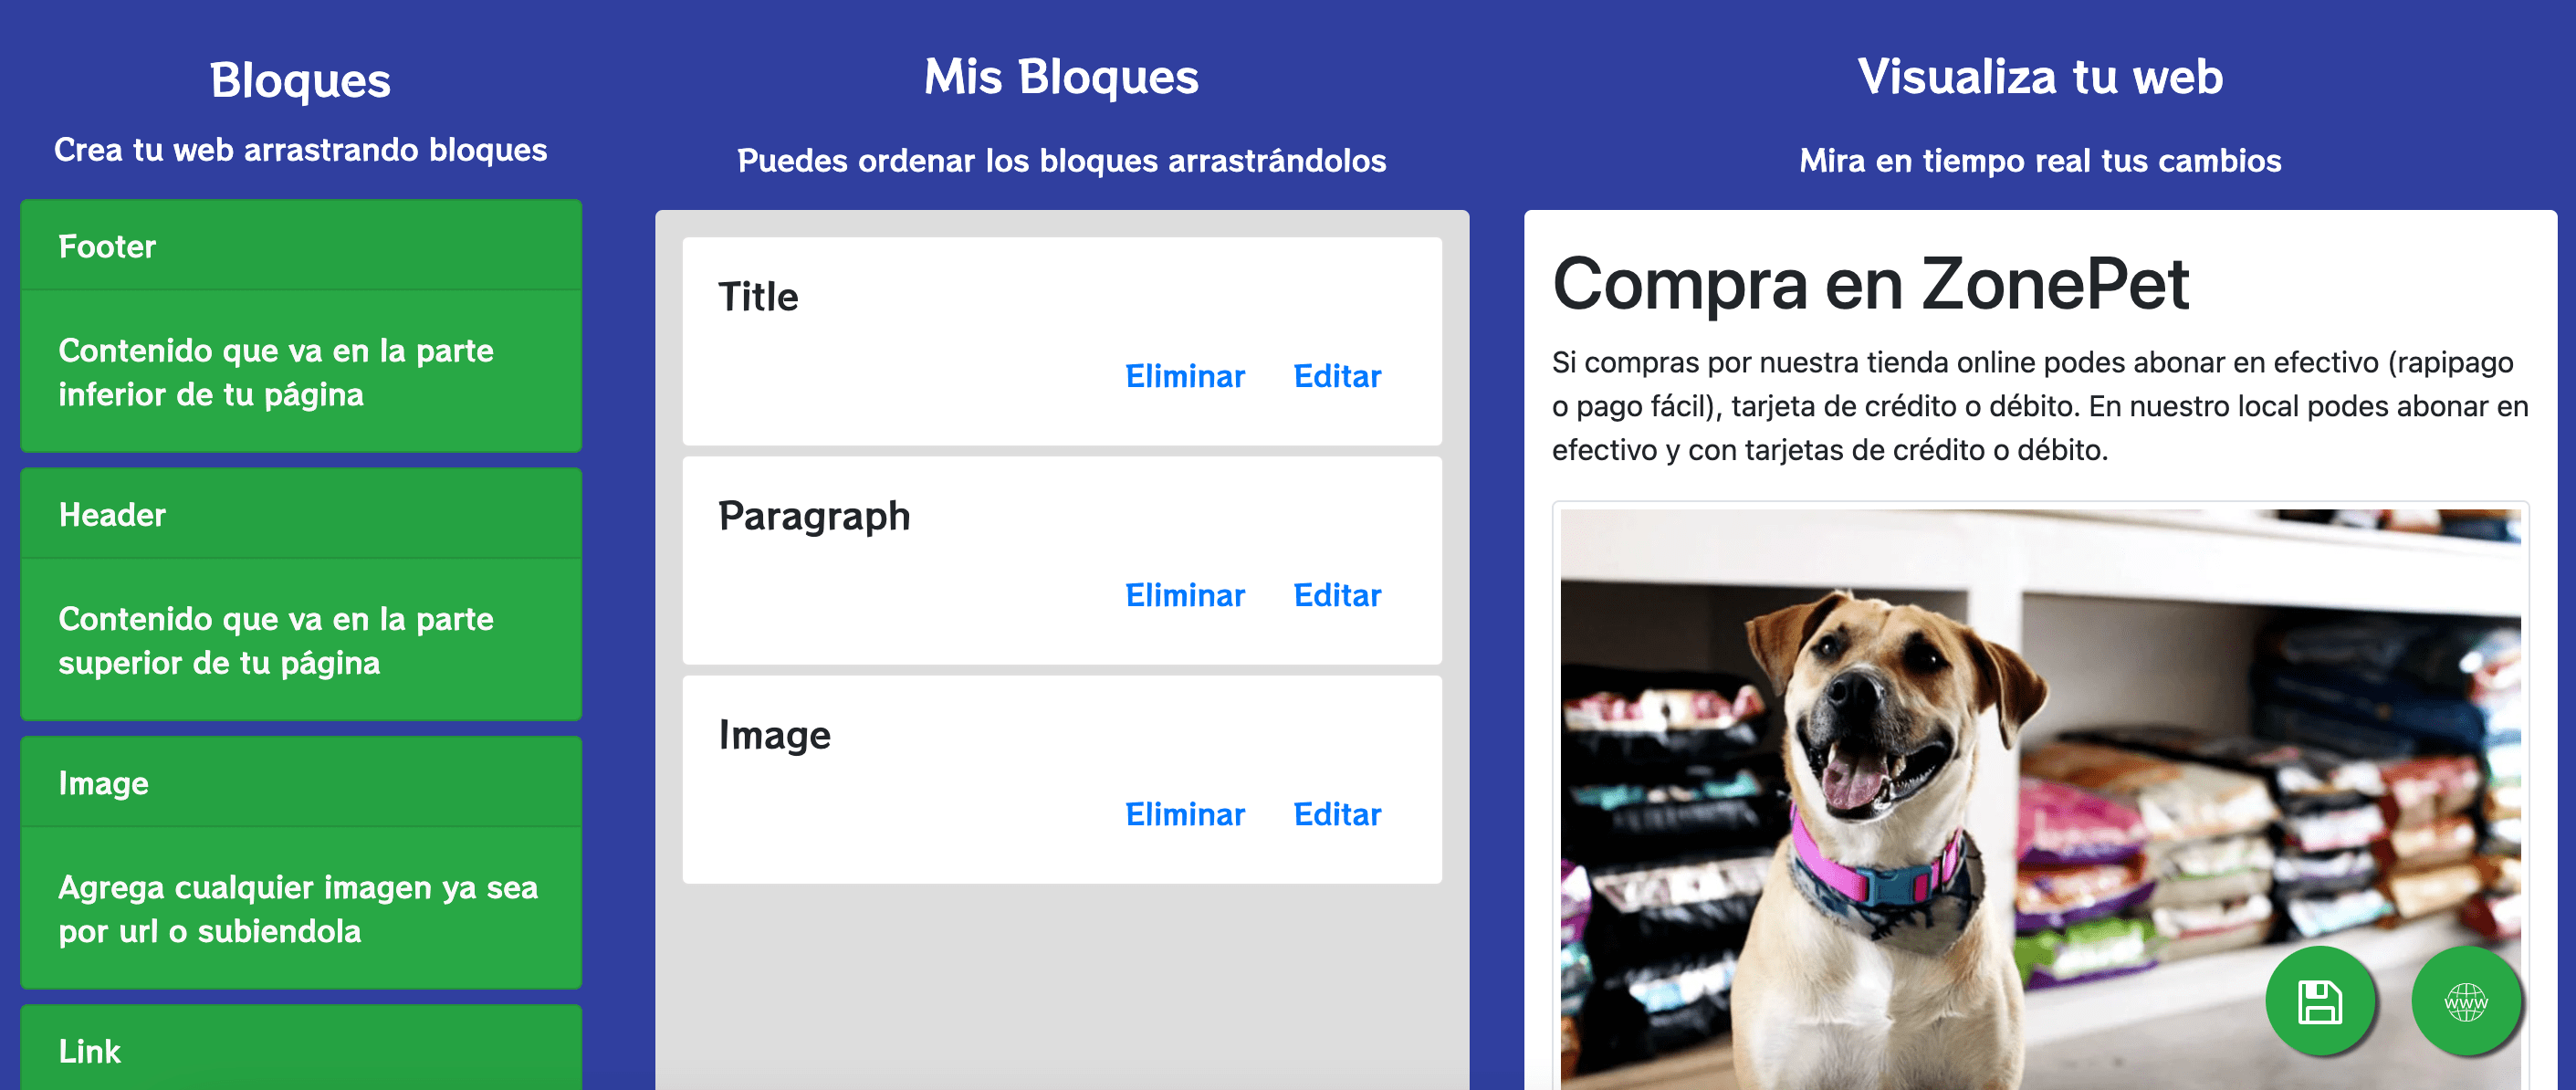 Bloques
Crea tu web arrastrando bloques
Footer
Contenido que va en la parte
inferior de tu página
Header
Contenido que va en la parte
superior de tu página
Image
Agrega cualquier imagen ya sea
por url o subiendola
Link
Mis Bloques
Puedes ordenar los bloques arrastrándolos
Title
Eliminar Editar
Paragraph
Eliminar Editar
Image
Eliminar Editar
Visualiza tu web
Mira en tiempo real tus cambios
Compra en ZonePet
Si compras por nuestra tienda online podes abonar en efectivo (rapipago
o pago fácil), tarjeta de crédito o débito. En nuestro local podes abonar en
efectivo y con tarjetas de crédito o débito.
www